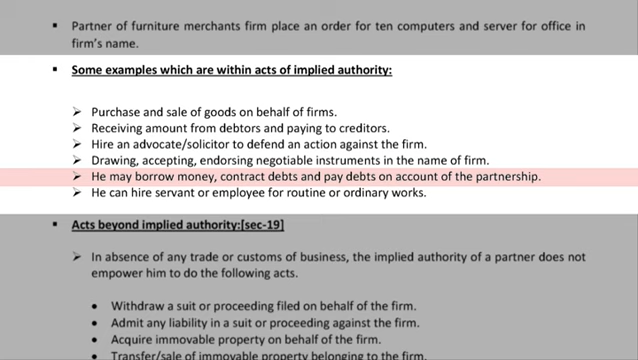 ▪ Partner of furniture merchants firm place an order for ten computers and server for office in
firm's name.
▪ Some examples which are within acts of implied authority:
➢ Purchase and sale of goods on behalf of firms.
➢ Receiving amount from debtors and paying to creditors.
➢ Hire an advocate/solicitor to defend an action against the firm.
➢ Drawing, accepting, endorsing negotiable instruments in the name of firm.
➢ He may borrow money, contract debts and pay debts on account of the partnership.
➢ He can hire servant or employee for routine or ordinary works.
▪ Acts beyond implied authority:[sec-19]
➢ In absence of any trade or customs of business, the implied authority of a partner does not
empower him to do the following acts.
• Withdraw a suit or proceeding filed on behalf of the firm.
• Admit any liability in a suit or proceeding against the firm.
• Acquire immovable property on behalf of the firm.
• Transfer/sale of immovable property belonging to the firm.